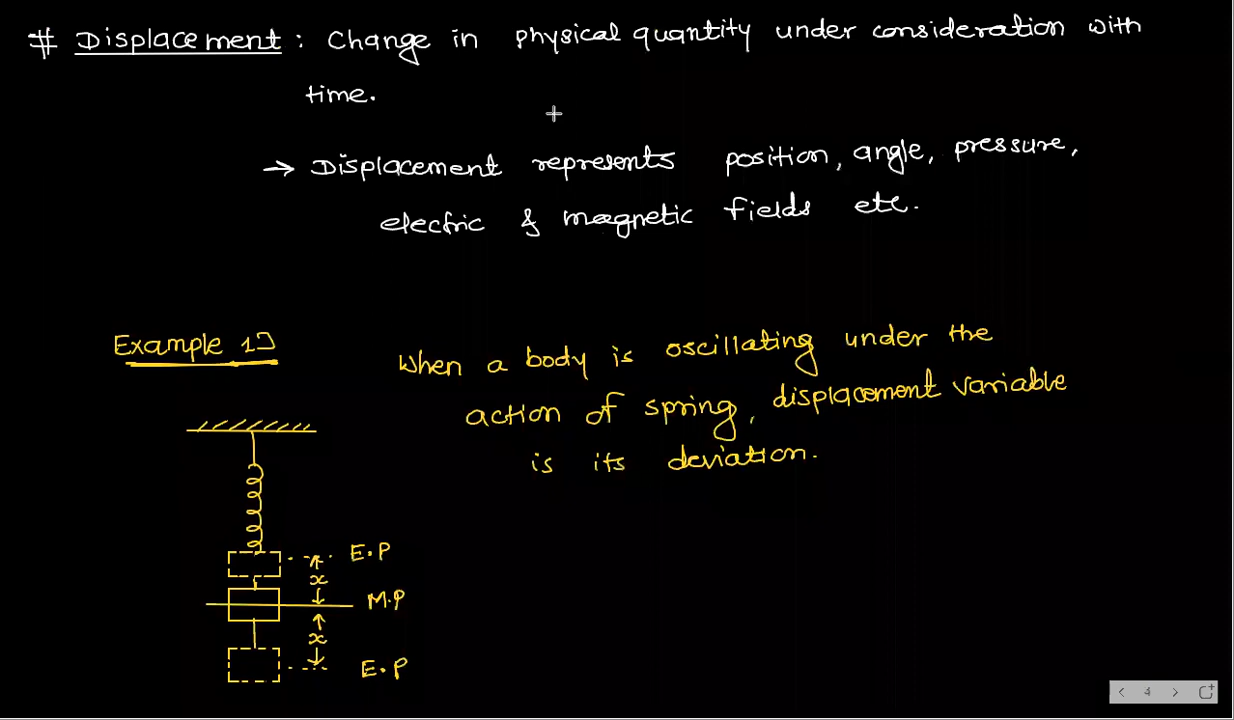 # Displacement : Change in physical quantity under consideration with
time.
→ Displacement represents position, angle, pressure,
electric & magnetic fields etc.
Example 1)
When a body is oscillating under the
action of spring, displacement variable
is its deviation.
E.P
x
M.P
x
E.P
< 4 >